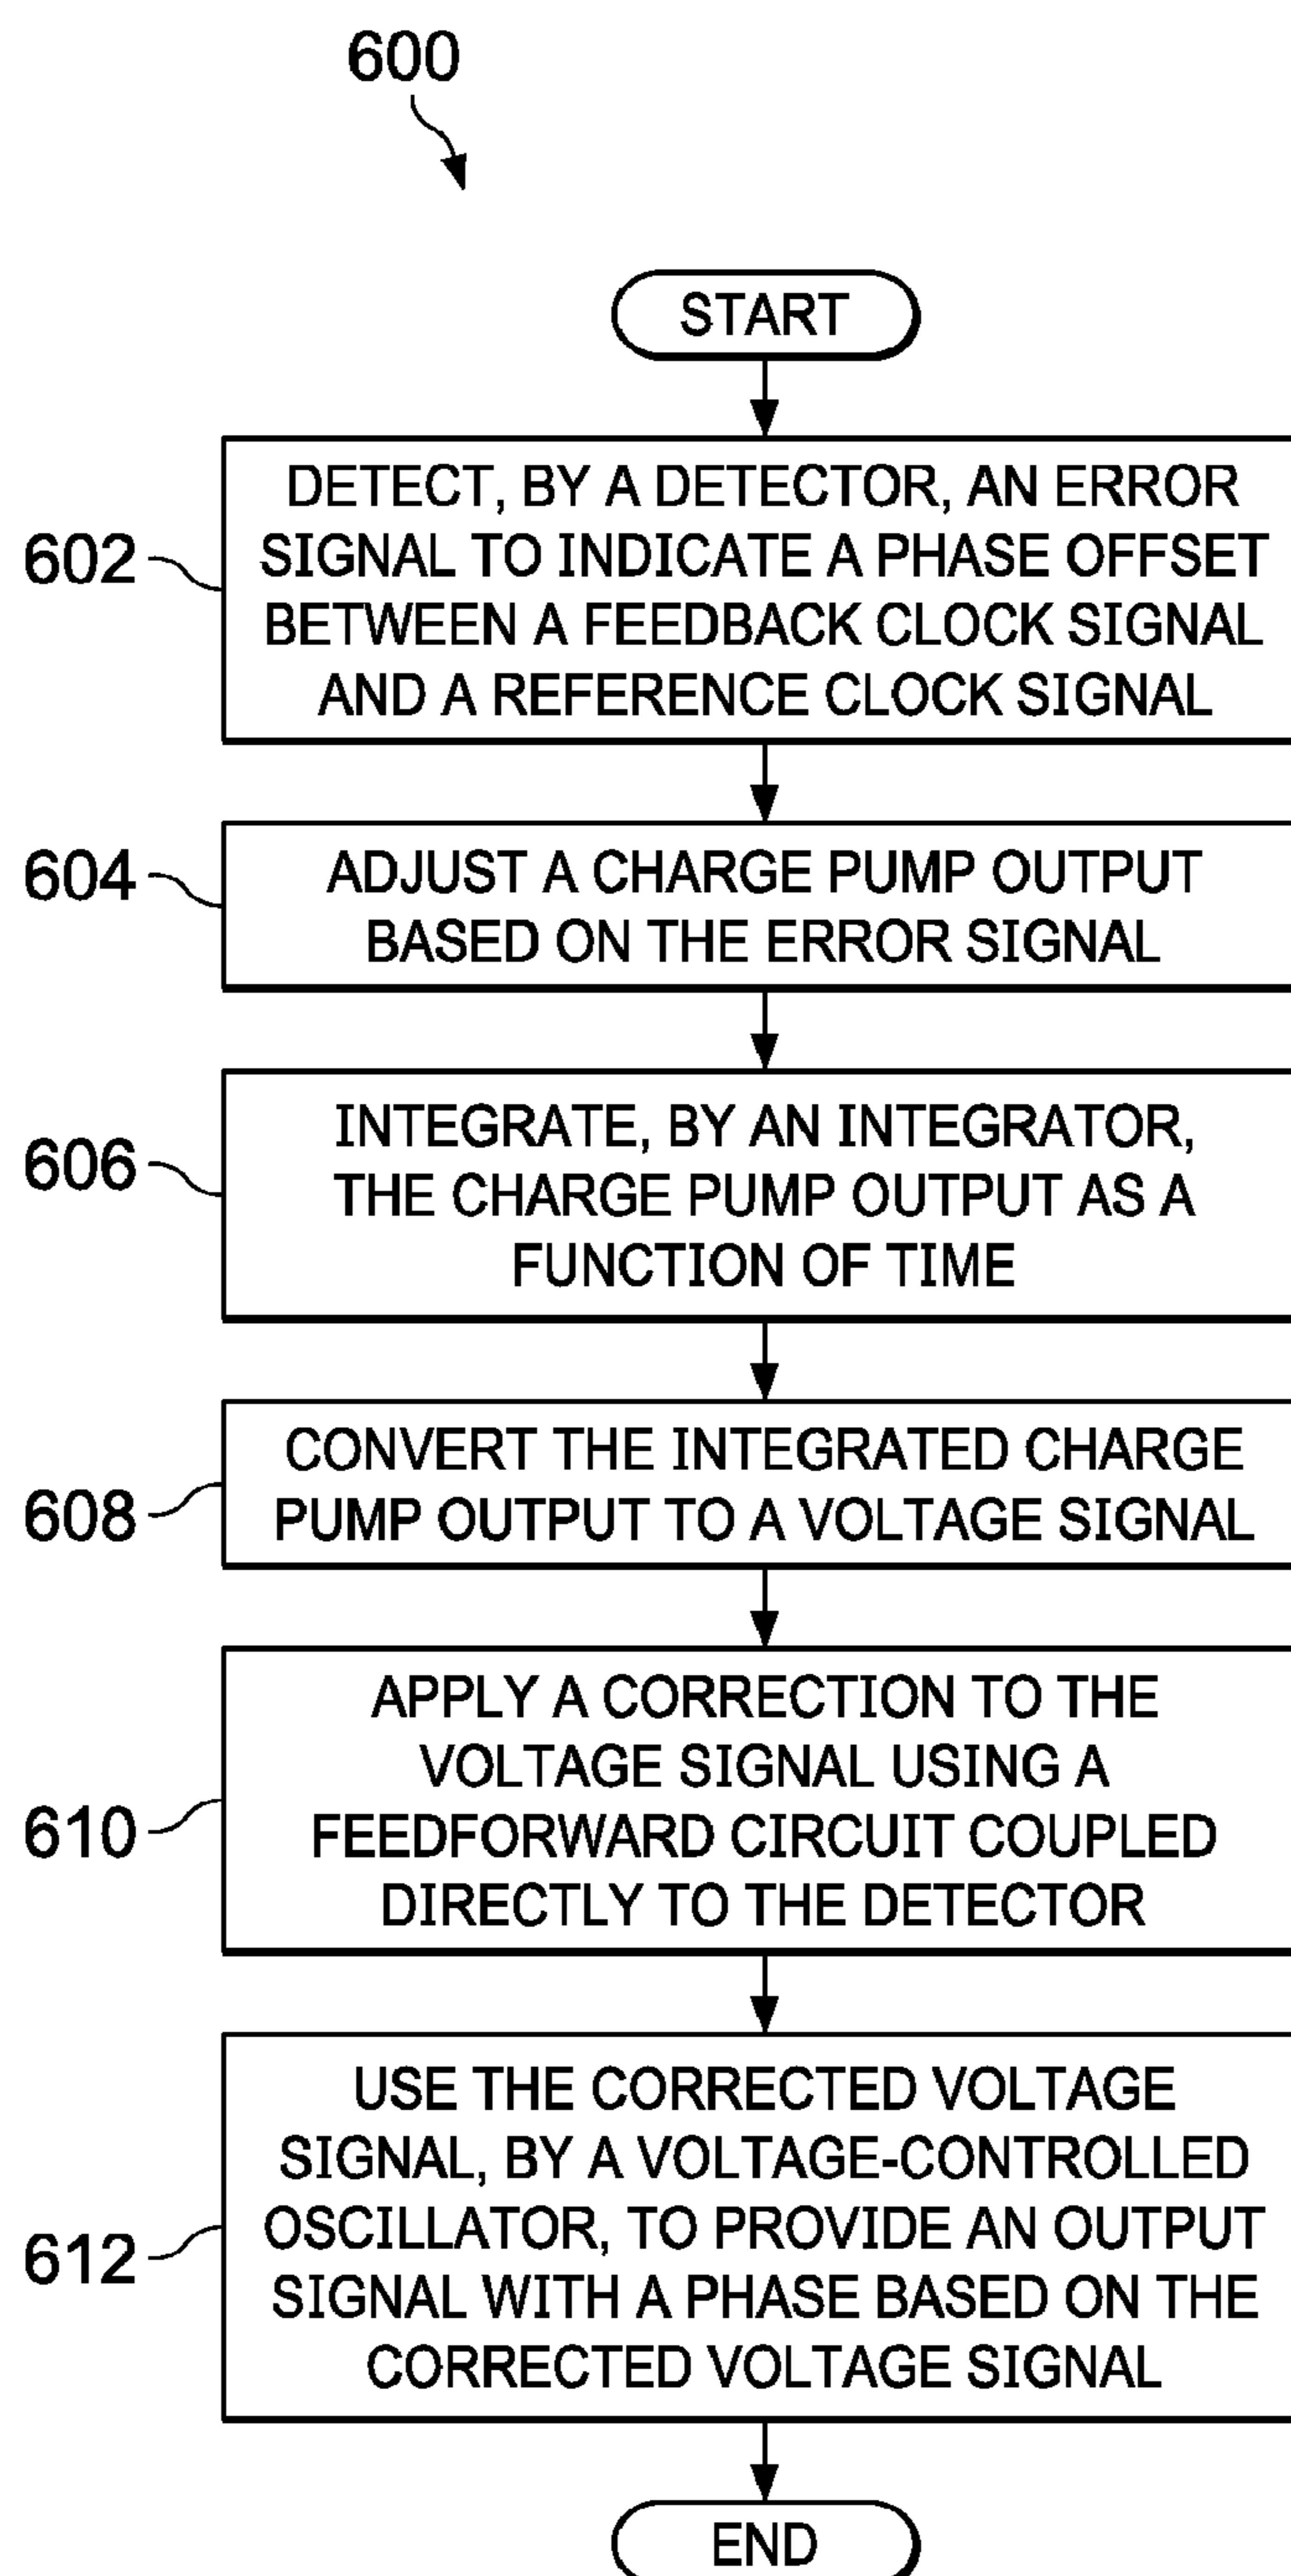 600
START
602
DETECT, BY A DETECTOR, AN ERROR
SIGNAL TO INDICATE A PHASE OFFSET
BETWEEN A FEEDBACK CLOCK SIGNAL
AND A REFERENCE CLOCK SIGNAL
604
ADJUST A CHARGE PUMP OUTPUT
BASED ON THE ERROR SIGNAL
606
INTEGRATE, BY AN INTEGRATOR,
THE CHARGE PUMP OUTPUT AS A
FUNCTION OF TIME
608
CONVERT THE INTEGRATED CHARGE
PUMP OUTPUT TO A VOLTAGE SIGNAL
610
APPLY A CORRECTION TO THE
VOLTAGE SIGNAL USING A
FEEDFORWARD CIRCUIT COUPLED
DIRECTLY TO THE DETECTOR
612
USE THE CORRECTED VOLTAGE
SIGNAL, BY A VOLTAGE-CONTROLLED
OSCILLATOR, TO PROVIDE AN OUTPUT
SIGNAL WITH A PHASE BASED ON THE
CORRECTED VOLTAGE SIGNAL
END